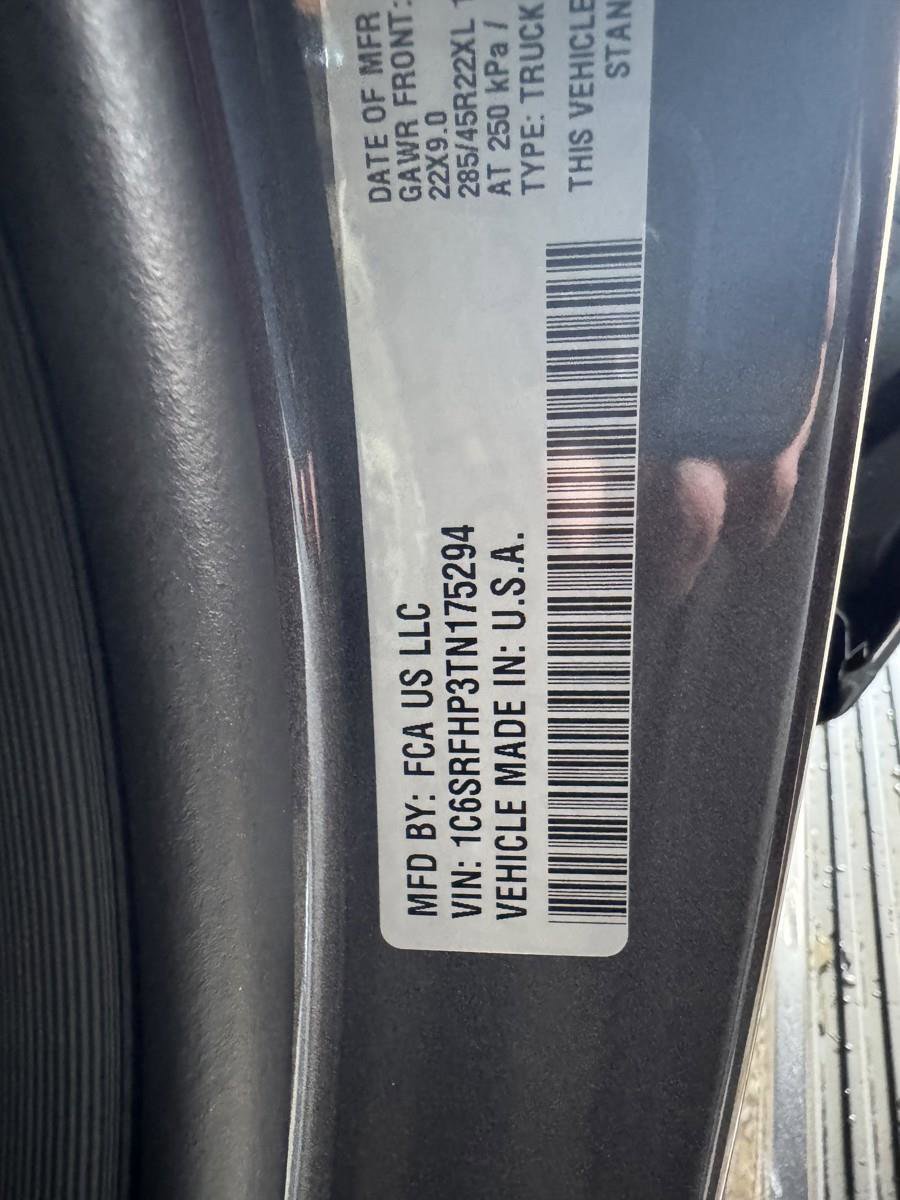 MFD BY: FCA US LLC
VIN: 1C6SRFHP3TN175294
VEHICLE MADE IN: U.S.A.
DATE OF MFR
GAWR FRONT:
22X9.0
285/45R22XL
AT 250 kPa /
TYPE: TRUCK
THIS VEHICLE
STAN